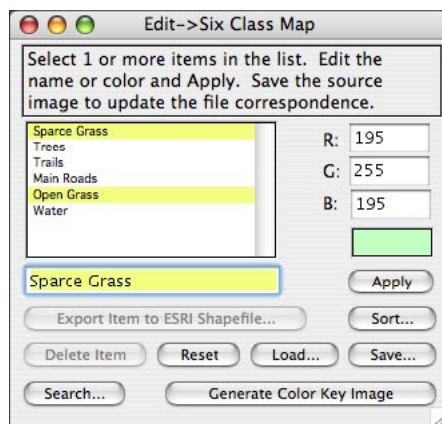 Edit->Six Class Map
Select 1 or more items in the list. Edit the
name or color and Apply. Save the source
image to update the file correspondence.
Sparce Grass
Trees
Trails
Main Roads
Open Grass
Water
R: 195
G: 255
B: 195
Sparce Grass
Apply
Export Item to ESRI Shapefile...
Sort...
Delete Item
Reset
Load...
Save...
Search...
Generate Color Key Image